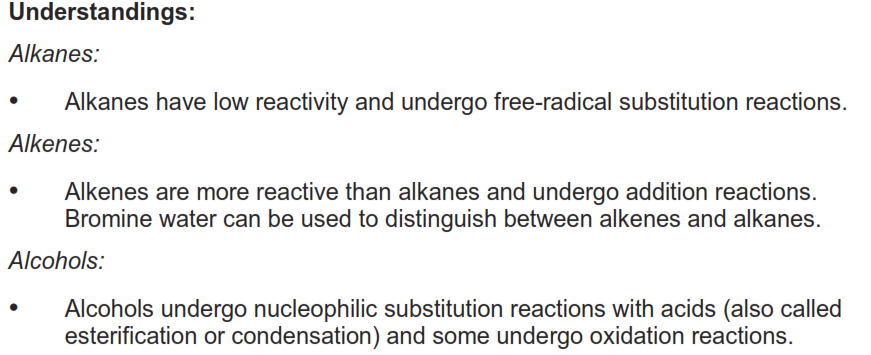 Understandings:
Alkanes:
• Alkanes have low reactivity and undergo free-radical substitution reactions.
Alkenes:
• Alkenes are more reactive than alkanes and undergo addition reactions.
Bromine water can be used to distinguish between alkenes and alkanes.
Alcohols:
• Alcohols undergo nucleophilic substitution reactions with acids (also called
esterification or condensation) and some undergo oxidation reactions.